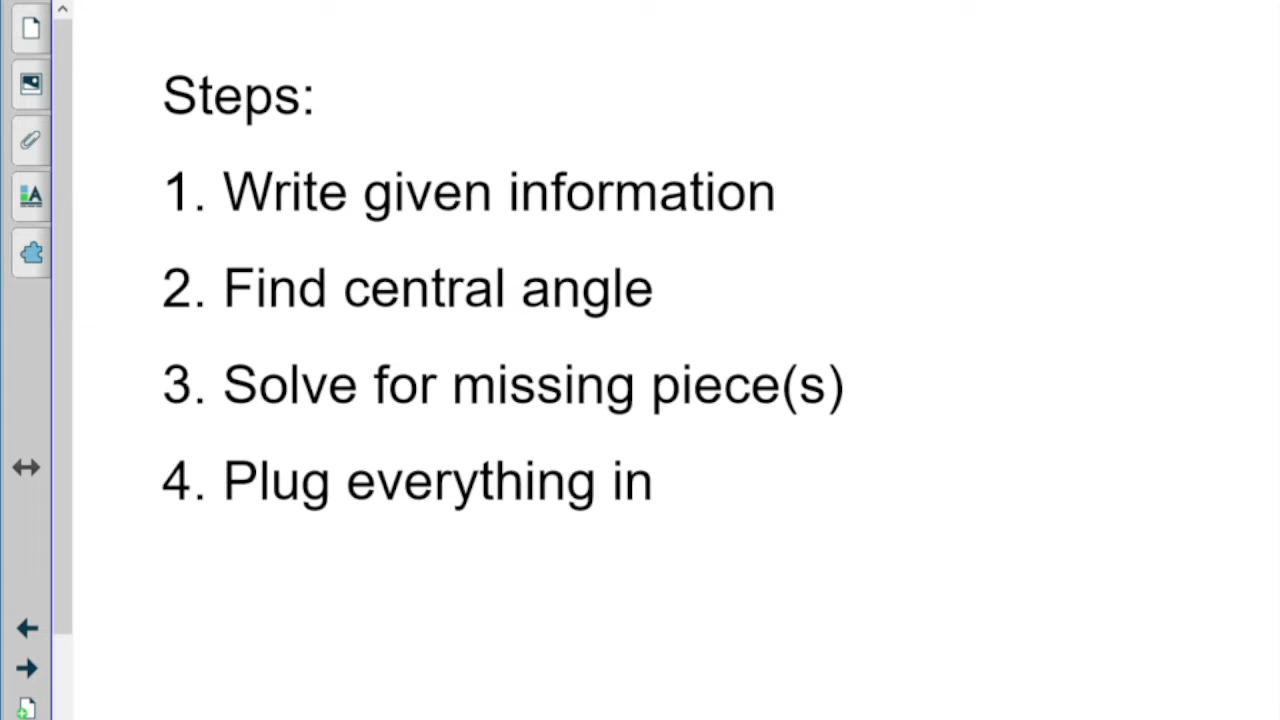 Steps:
1. Write given information
2. Find central angle
3. Solve for missing piece(s)
4. Plug everything in